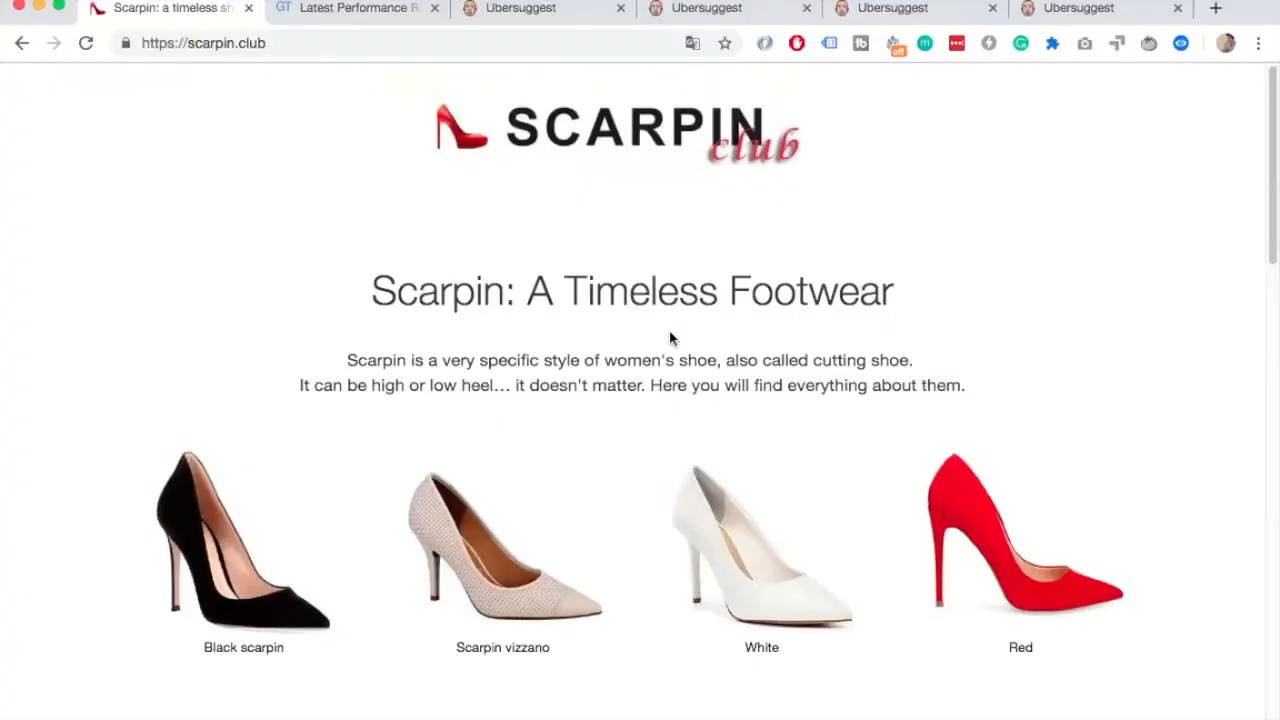 Scarpin: a timeless sh
Latest Performance R
Ubersuggest
Ubersuggest
Ubersuggest
Ubersuggest
https://scarpin.club
off
SCARPIN
club
Scarpin: A Timeless Footwear
Scarpin is a very specific style of women's shoe, also called cutting shoe.
It can be high or low heel... it doesn't matter. Here you will find everything about them.
Black scarpin
Scarpin vizzano
White
Red